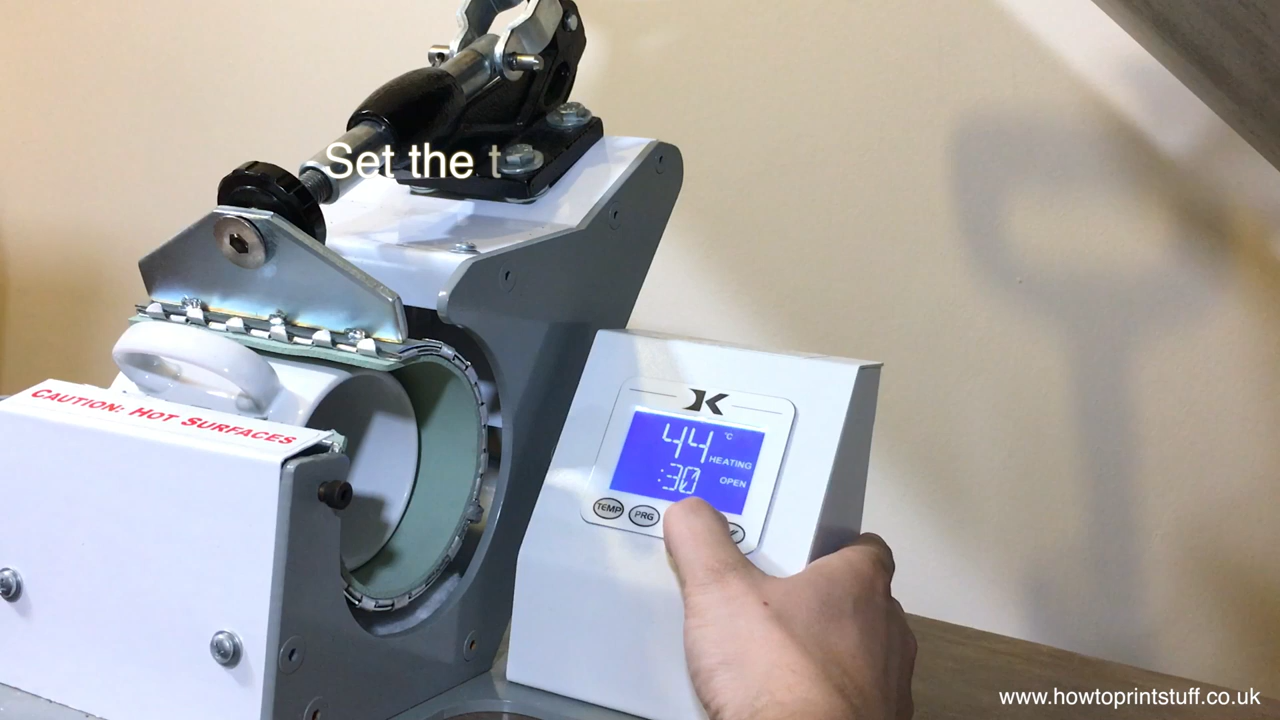 Set the t
CAUTION: HOT SURFACES
K
44 °C
HEATING
:30
OPEN
TEMP
PRG
www.howtoprintstuff.co.uk